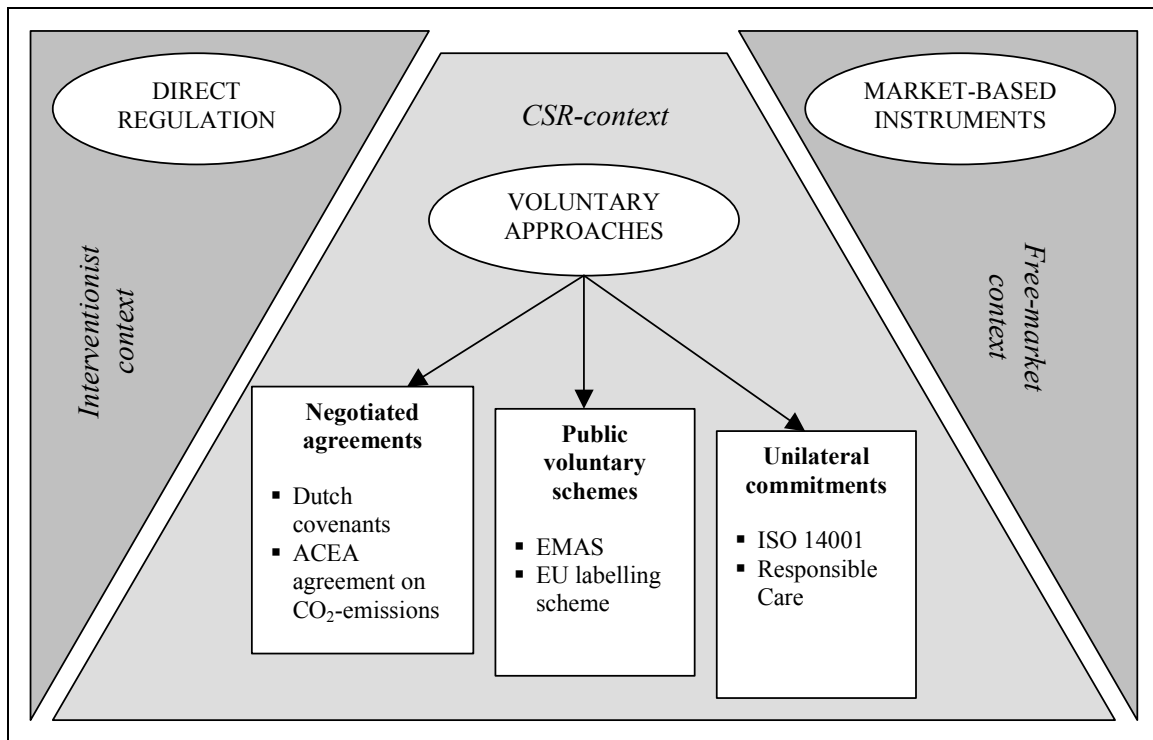 DIRECT
REGULATION
Interventionist
context
CSR-context
VOLUNTARY
APPROACHES
MARKET-BASED
INSTRUMENTS
Free-market
context
Negotiated
agreements
▪ Dutch
covenants
▪ ACEA
agreement on
CO₂-emissions
Public
voluntary
schemes
▪ EMAS
▪ EU labelling
scheme
Unilateral
commitments
▪ ISO 14001
▪ Responsible
Care